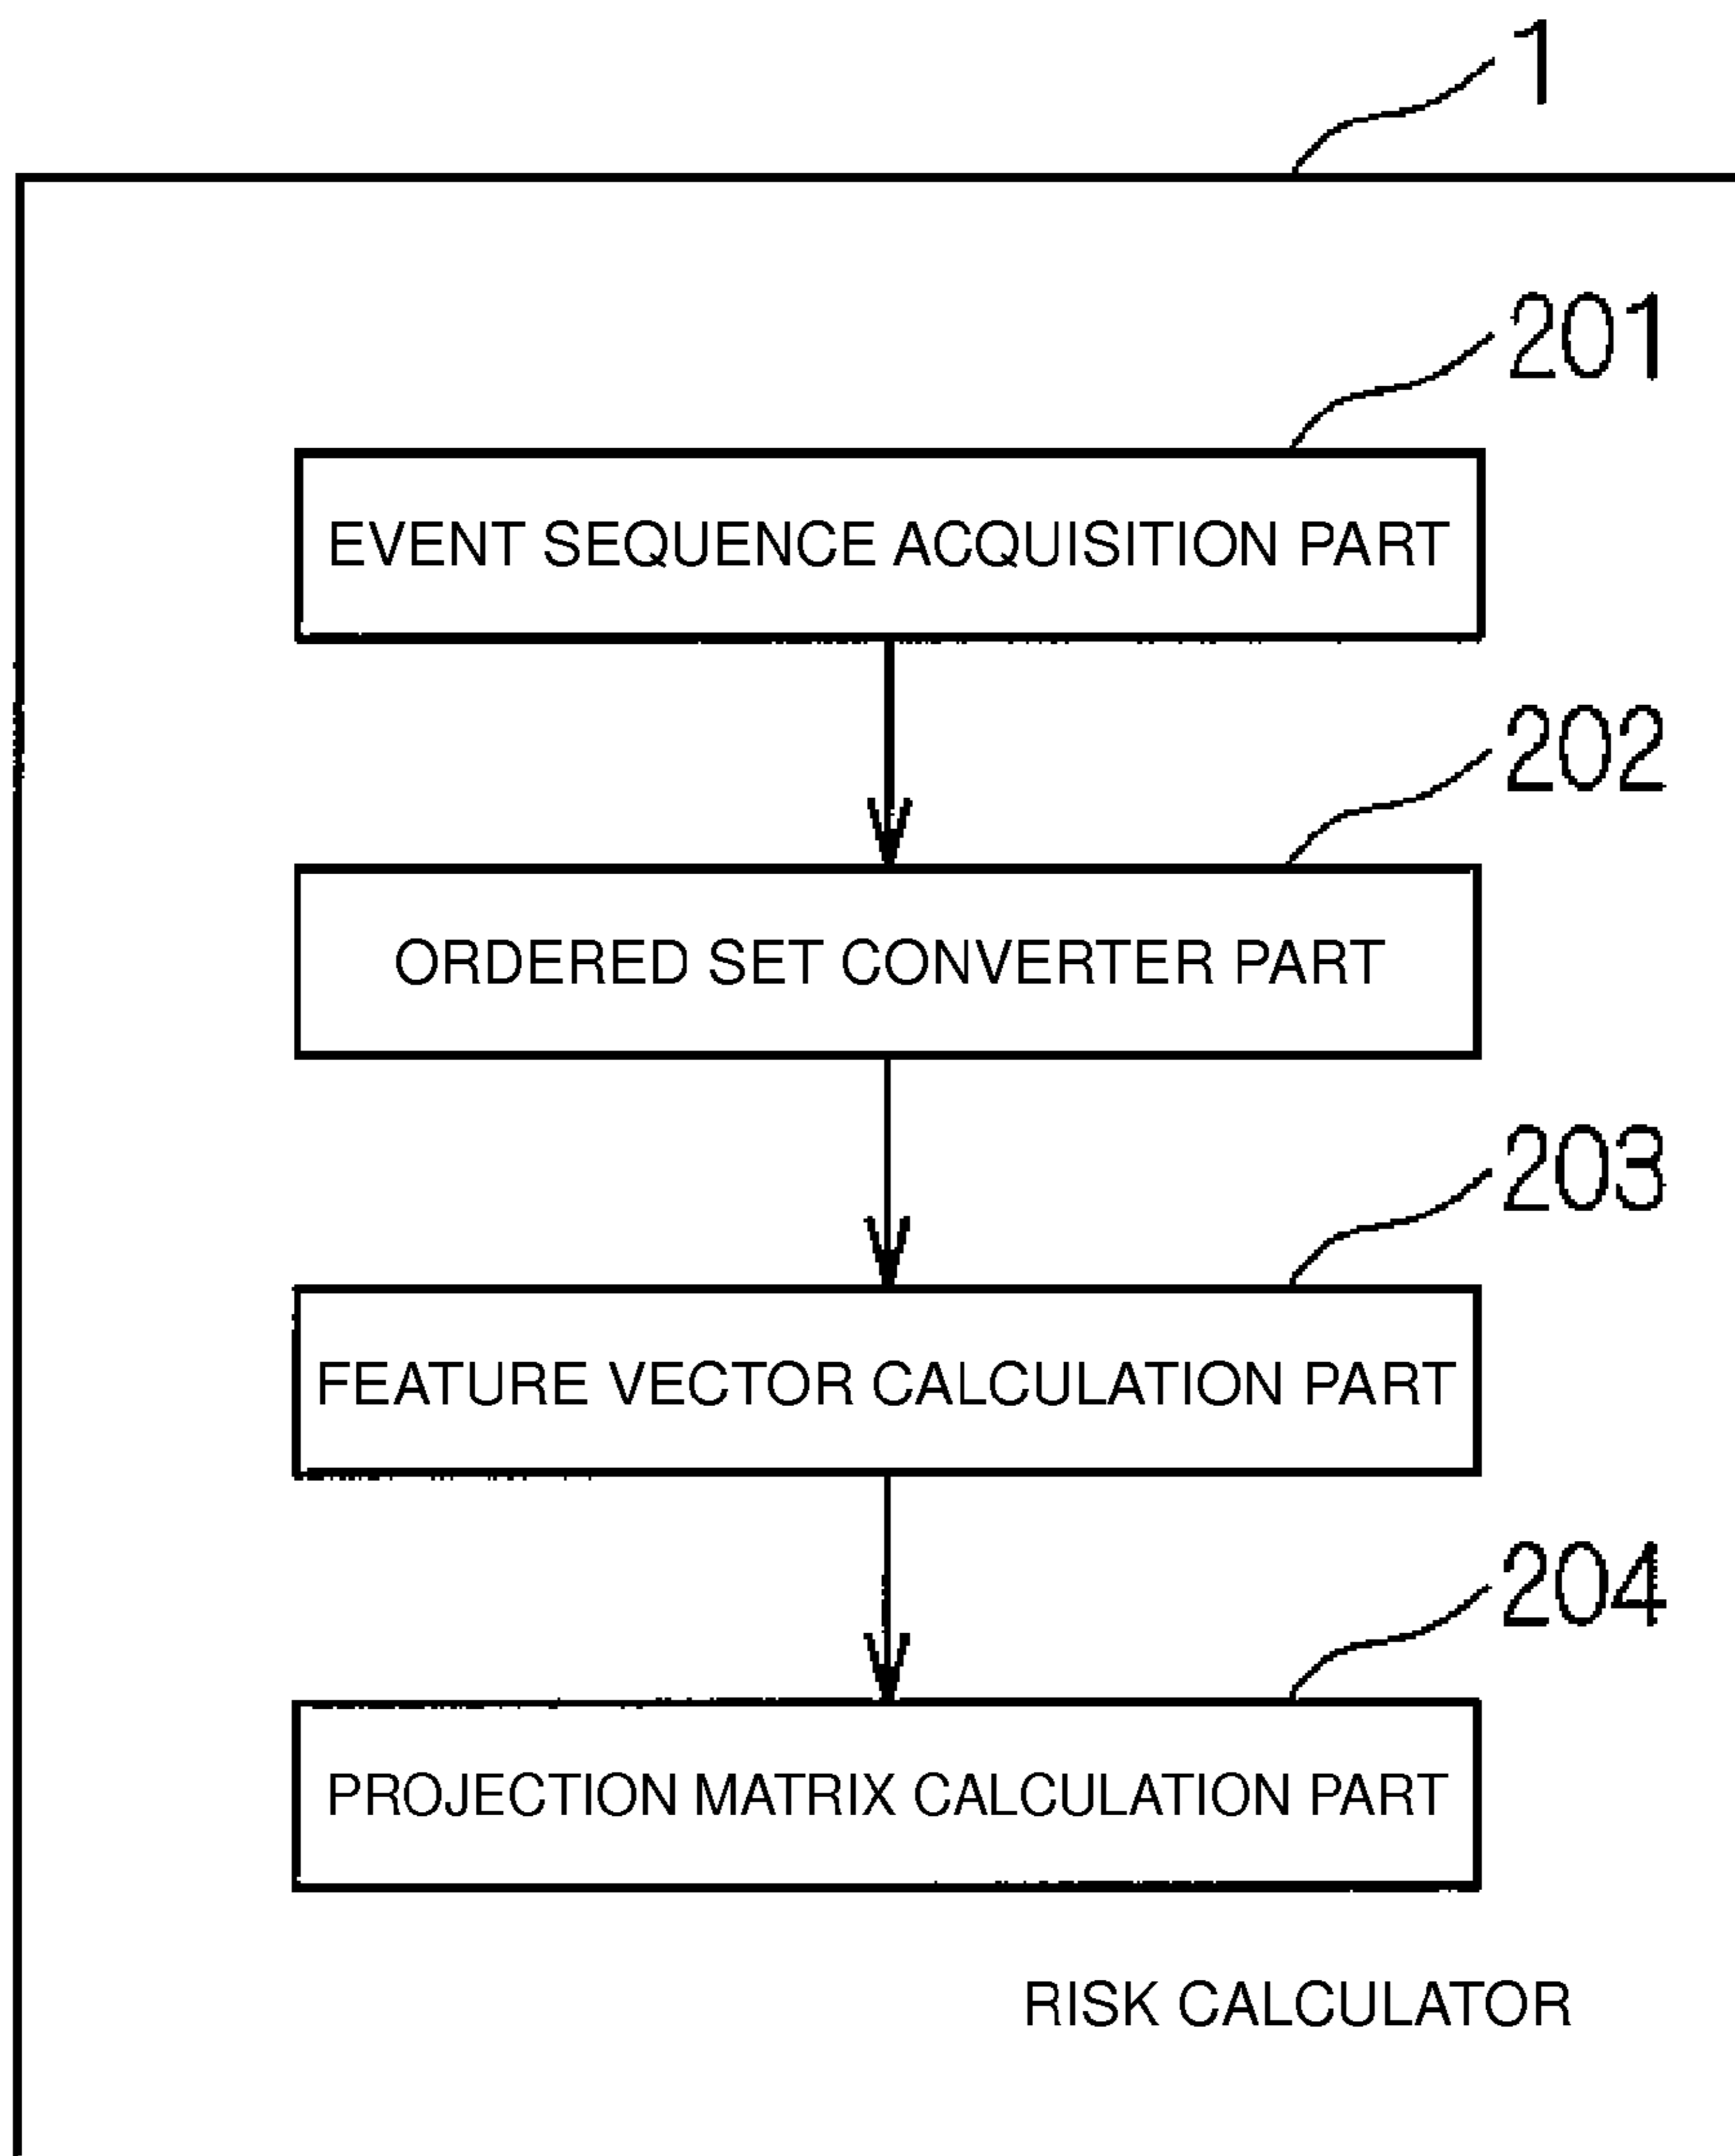 1
201
EVENT SEQUENCE ACQUISITION PART
202
ORDERED SET CONVERTER PART
203
FEATURE VECTOR CALCULATION PART
204
PROJECTION MATRIX CALCULATION PART
RISK CALCULATOR